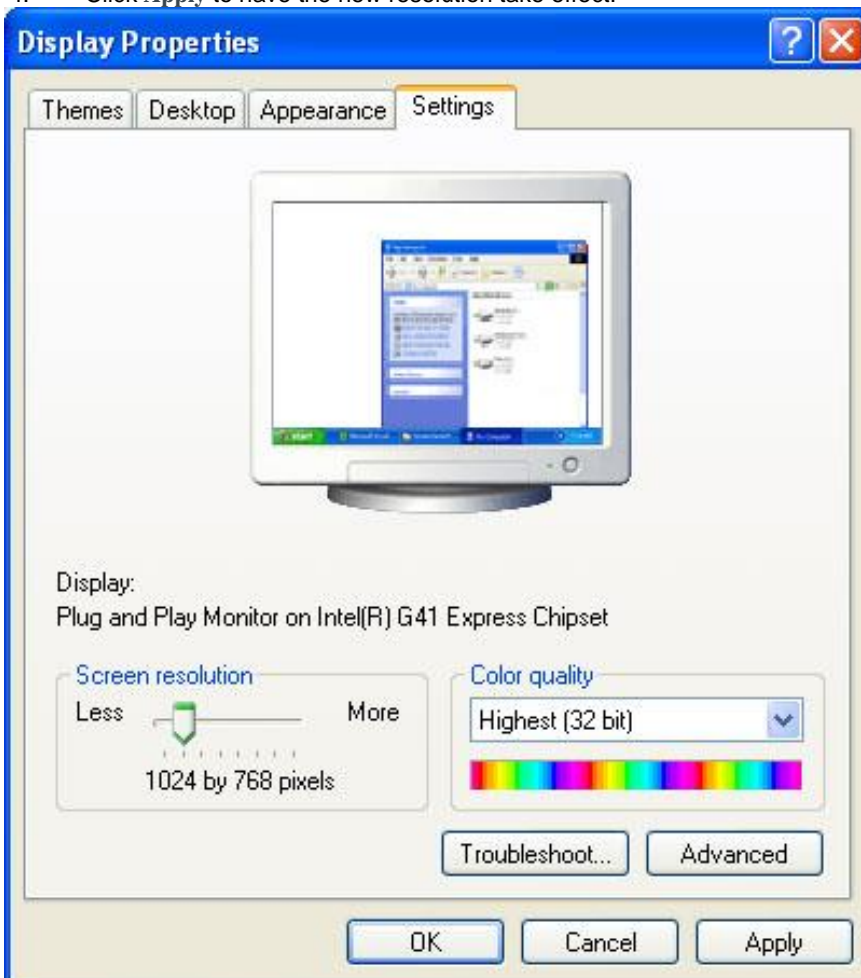 Click Apply to have the new resolution take effect.
Display Properties
Themes Desktop Appearance Settings
start
Display:
Plug and Play Monitor on Intel(R) G41 Express Chipset
Screen resolution
Color quality
Less More
Highest (32 bit)
1024 by 768 pixels
Troubleshoot... Advanced
OK Cancel Apply